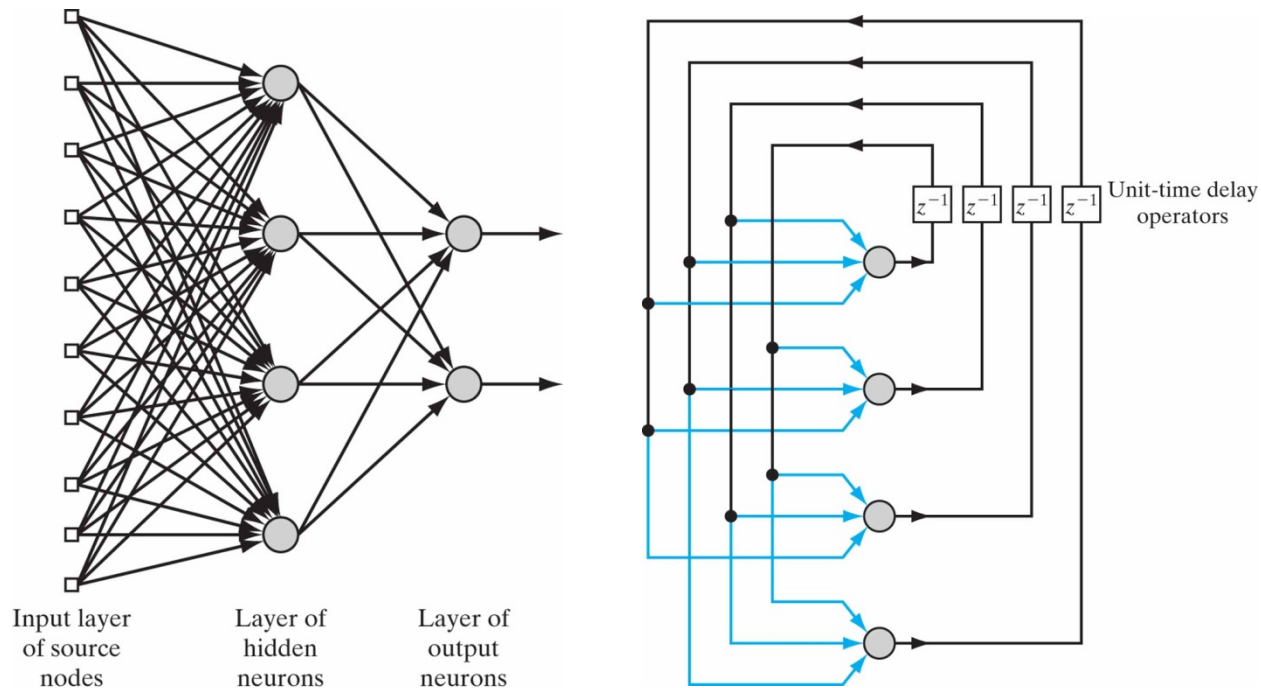 z⁻¹ z⁻¹ z⁻¹ z⁻¹
Unit-time delay
operators
Input layer
of source
nodes
Layer of
hidden
neurons
Layer of
output
neurons